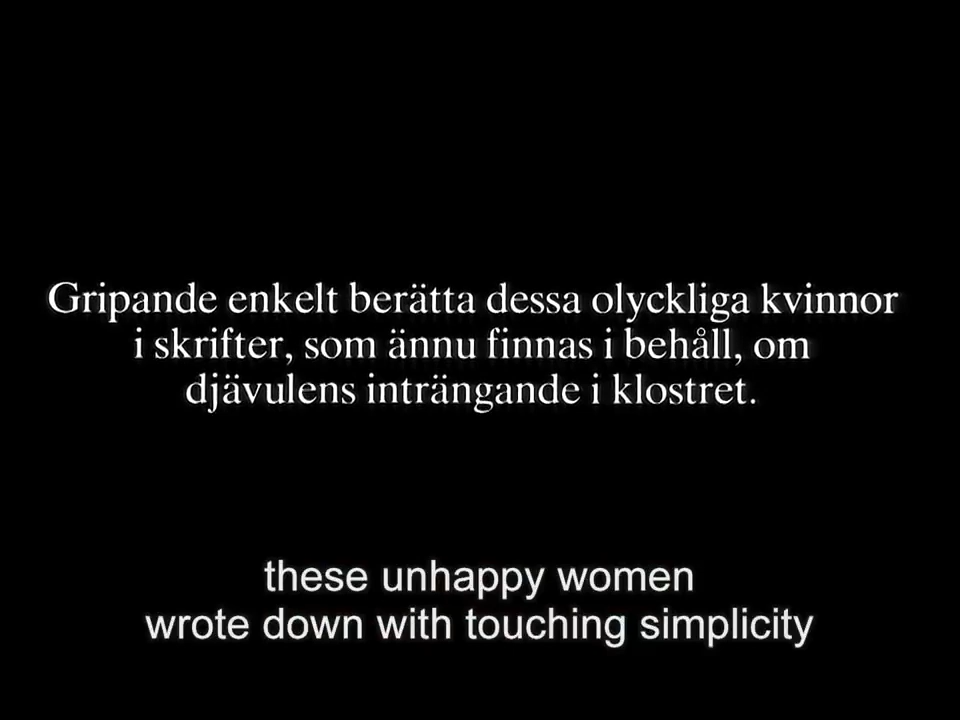 Gripande enkelt berätta dessa olyckliga kvinnor
i skrifter, som ännu finnas i behåll, om
djävulens inträngande i klostret.
these unhappy women
wrote down with touching simplicity